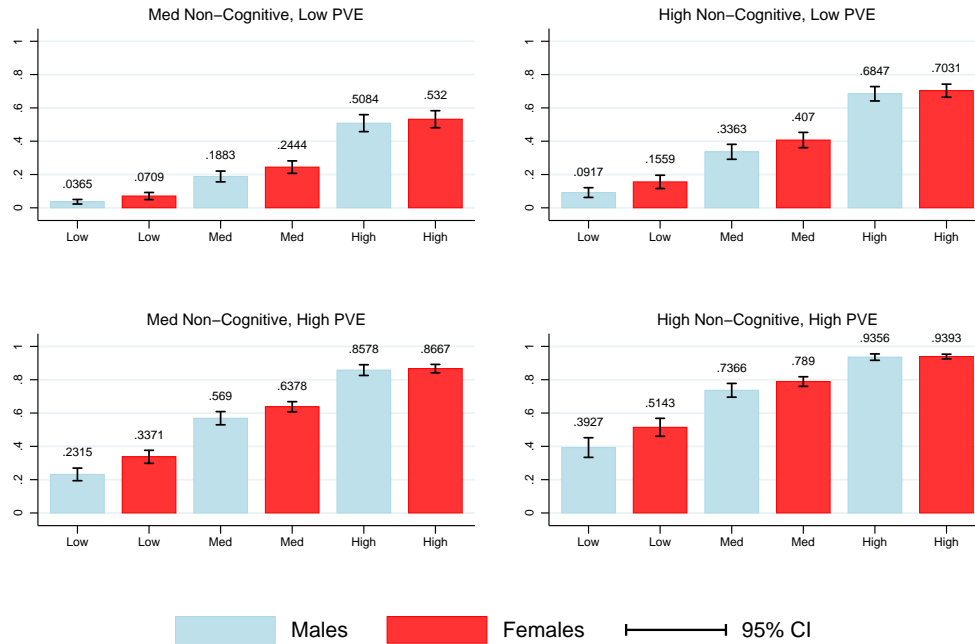 Med Non−Cognitive, Low PVE
0 .2 .4 .6 .8 1
.0365 .0709 .1883 .2444 .5084 .532
Low Low Med Med High High
High Non−Cognitive, Low PVE
0 .2 .4 .6 .8 1
.0917 .1559 .3363 .407 .6847 .7031
Low Low Med Med High High
Med Non−Cognitive, High PVE
0 .2 .4 .6 .8 1
.2315 .3371 .569 .6378 .8578 .8667
Low Low Med Med High High
High Non−Cognitive, High PVE
0 .2 .4 .6 .8 1
.3927 .5143 .7366 .789 .9356 .9393
Low Low Med Med High High
Males Females 95% CI